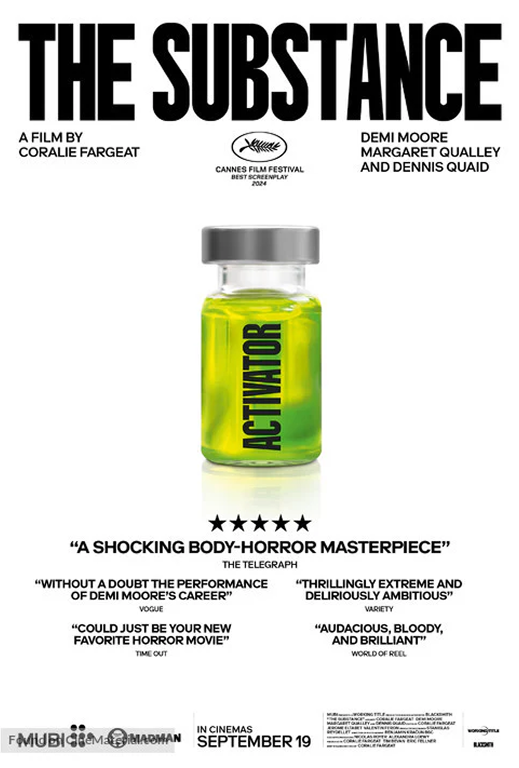 THE SUBSTANCE
A FILM BY
CORALIE FARGEAT
CANNES FILM FESTIVAL
BEST SCREENPLAY
2024
DEMI MOORE
MARGARET QUALLEY
AND DENNIS QUAID
ACTIVATOR
★★★★★
“A SHOCKING BODY-HORROR MASTERPIECE”
THE TELEGRAPH
“WITHOUT A DOUBT THE PERFORMANCE
OF DEMI MOORE’S CAREER”
VOGUE
“THRILLINGLY EXTREME AND
DELIRIOUSLY AMBITIOUS”
VARIETY
“COULD JUST BE YOUR NEW
FAVORITE HORROR MOVIE”
TIME OUT
“AUDACIOUS, BLOODY,
AND BRILLIANT”
WORLD OF REEL
MUBI
MADMAN
IN CINEMAS
SEPTEMBER 19
WORKING TITLE
BLACKSMITH